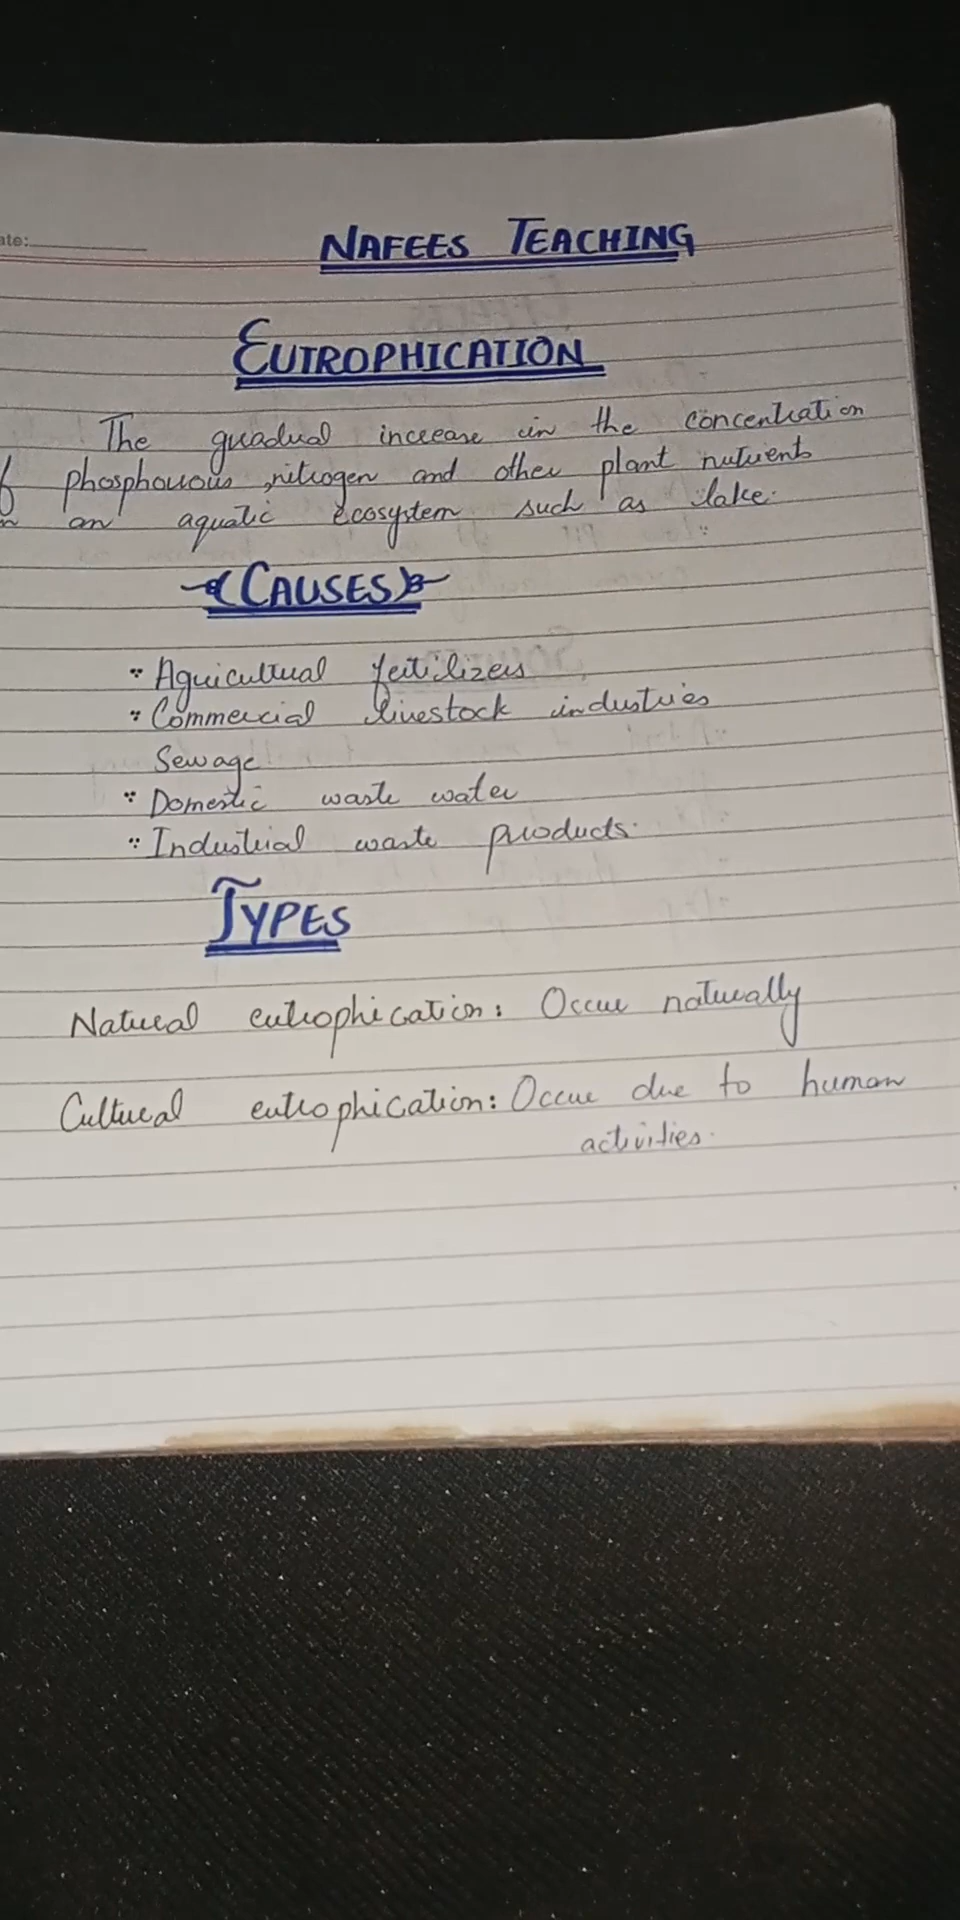 ate:
NAFEES TEACHING
EUTROPHICATION
The gradual increase in the concentration
of phosphorous, nitrogen and other plant nutrients
in an aquatic ecosystem such as lake.
CAUSES
Agricultural fertilizers
Commercial livestock industries
Sewage
Domestic waste water
Industrial waste products.
TYPES
Natural eutrophication: Occur naturally
Cultural eutrophication: Occur due to human
activities.